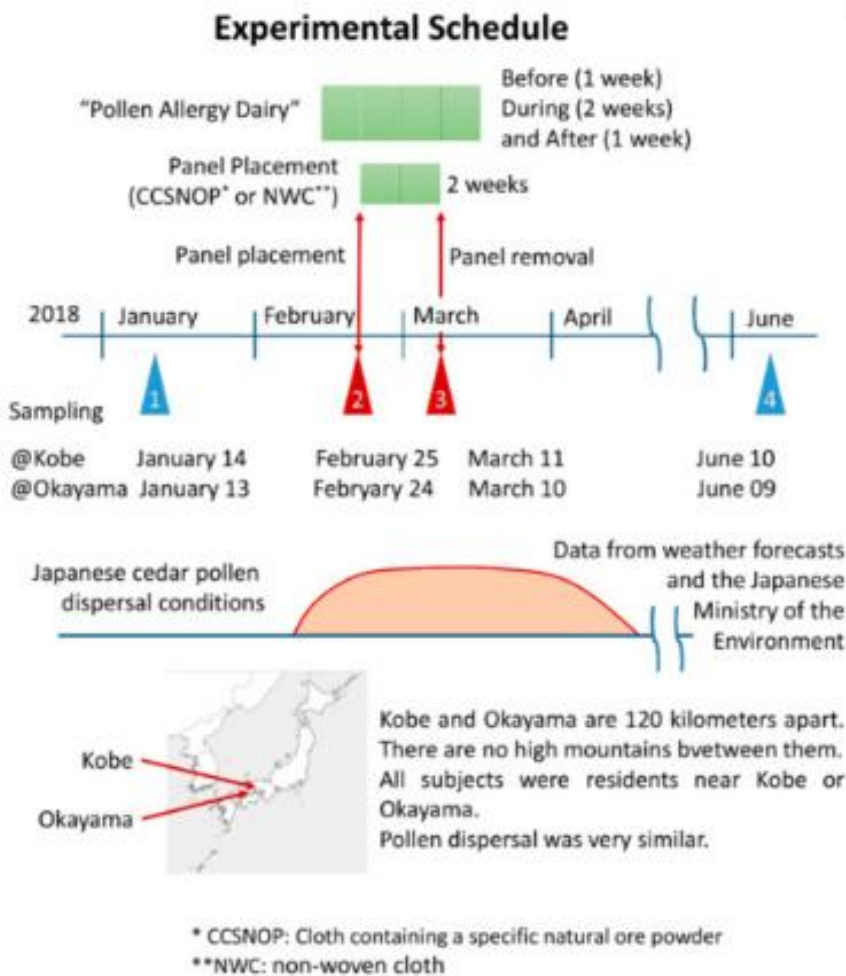 Experimental Schedule
"Pollen Allergy Dairy"
Before (1 week)
During (2 weeks)
and After (1 week)
Panel Placement
(CCSNOP* or NWC**)
2 weeks
Panel placement
Panel removal
2018 January February March April June
1 2 3 4
Sampling
@Kobe January 14 February 25 March 11 June 10
@Okayama January 13 Febryary 24 March 10 June 09
Japanese cedar pollen
dispersal conditions
Data from weather forecasts
and the Japanese
Ministry of the
Environment
Kobe
Okayama
Kobe and Okayama are 120 kilometers apart.
There are no high mountains bvetween them.
All subjects were residents near Kobe or
Okayama.
Pollen dispersal was very similar.
* CCSNOP: Cloth containing a specific natural ore powder
**NWC: non-woven cloth